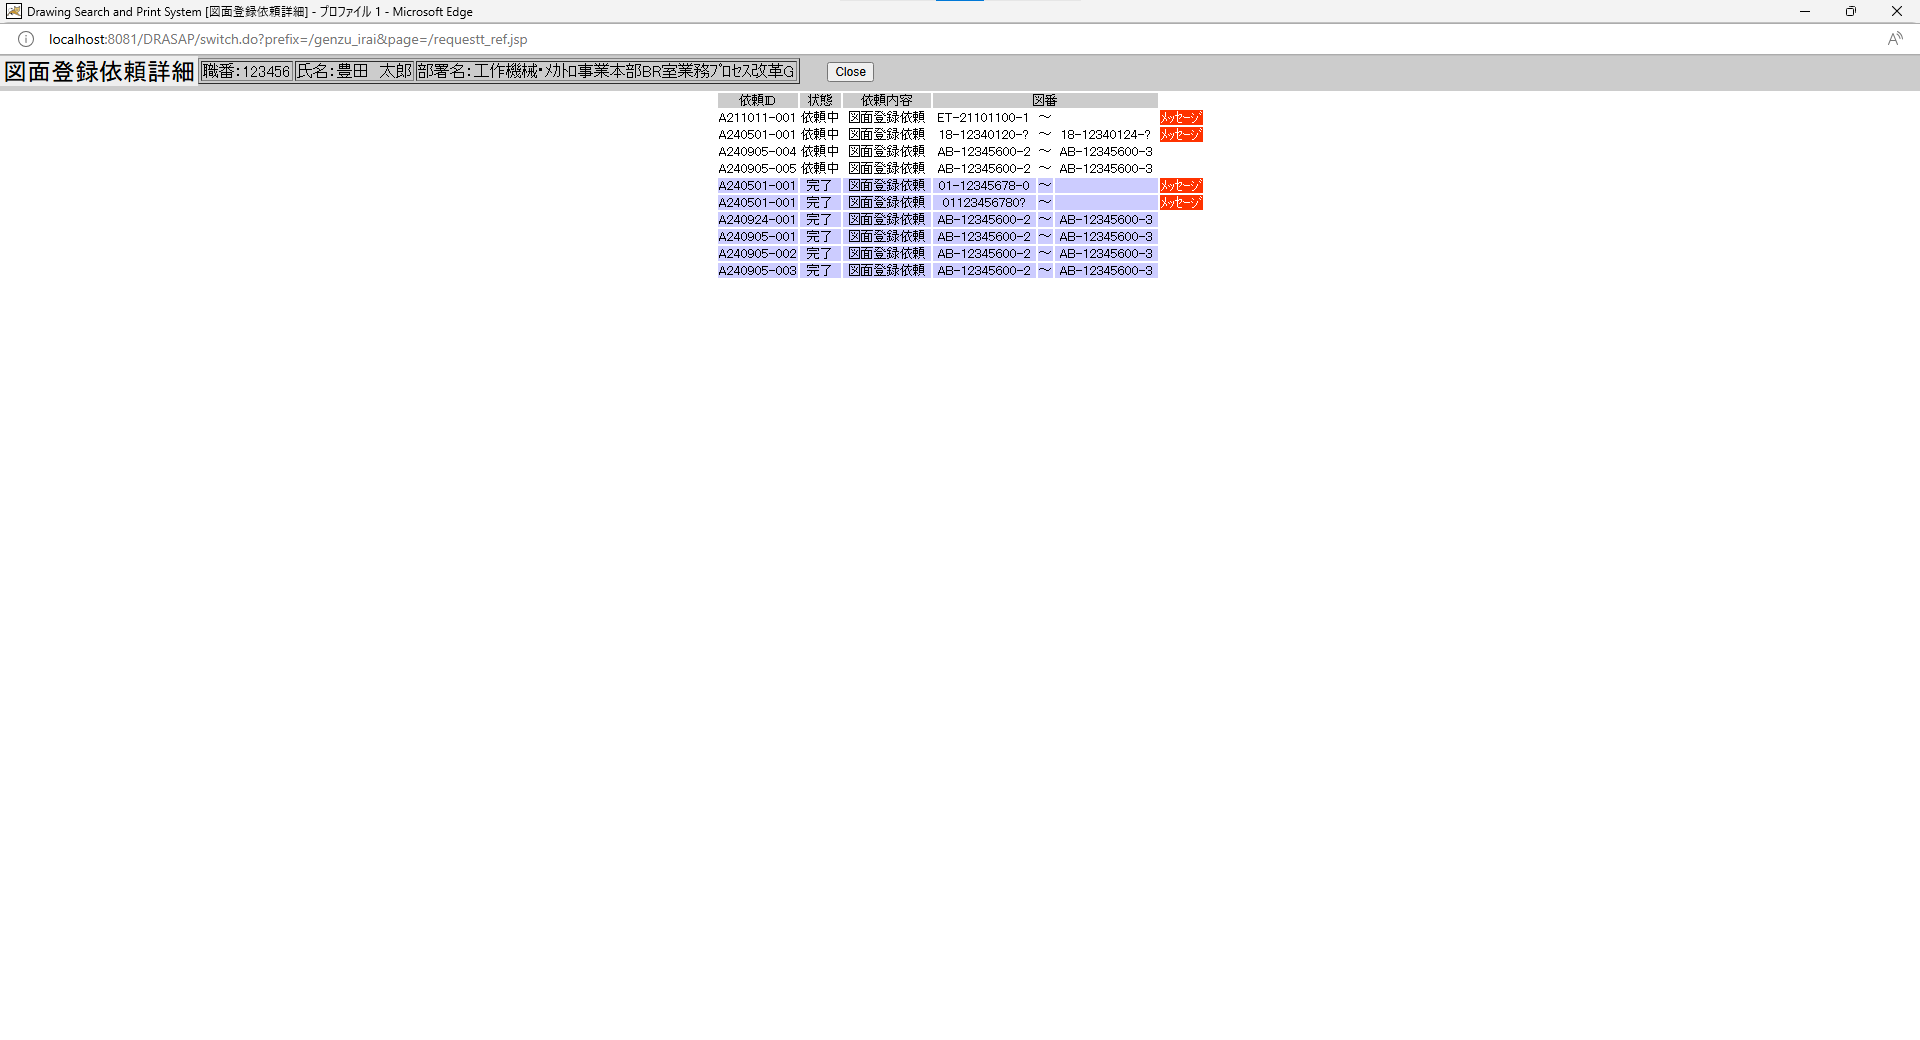 Drawing Search and Print System [図面登録依頼詳細] - プロファイル 1 - Microsoft Edge
localhost:8081/DRASAP/switch.do?prefix=/genzu_irai&page=/requestt_ref.jsp
図面登録依頼詳細 職番:123456 氏名:豊田　太郎 部署名:工作機械・ﾒｶﾄﾛ事業本部BR室業務ﾌﾟﾛｾｽ改革G Close
依頼ID 状態 依頼内容 図番
A211011-001 依頼中 図面登録依頼 ET-21101100-1 ～ ﾒｯｾｰｼﾞ
A240501-001 依頼中 図面登録依頼 18-12340120-? ～ 18-12340124-? ﾒｯｾｰｼﾞ
A240905-004 依頼中 図面登録依頼 AB-12345600-2 ～ AB-12345600-3
A240905-005 依頼中 図面登録依頼 AB-12345600-2 ～ AB-12345600-3
A240501-001 完了 図面登録依頼 01-12345678-0 ～ ﾒｯｾｰｼﾞ
A240501-001 完了 図面登録依頼 01123456780? ～ ﾒｯｾｰｼﾞ
A240924-001 完了 図面登録依頼 AB-12345600-2 ～ AB-12345600-3
A240905-001 完了 図面登録依頼 AB-12345600-2 ～ AB-12345600-3
A240905-002 完了 図面登録依頼 AB-12345600-2 ～ AB-12345600-3
A240905-003 完了 図面登録依頼 AB-12345600-2 ～ AB-12345600-3